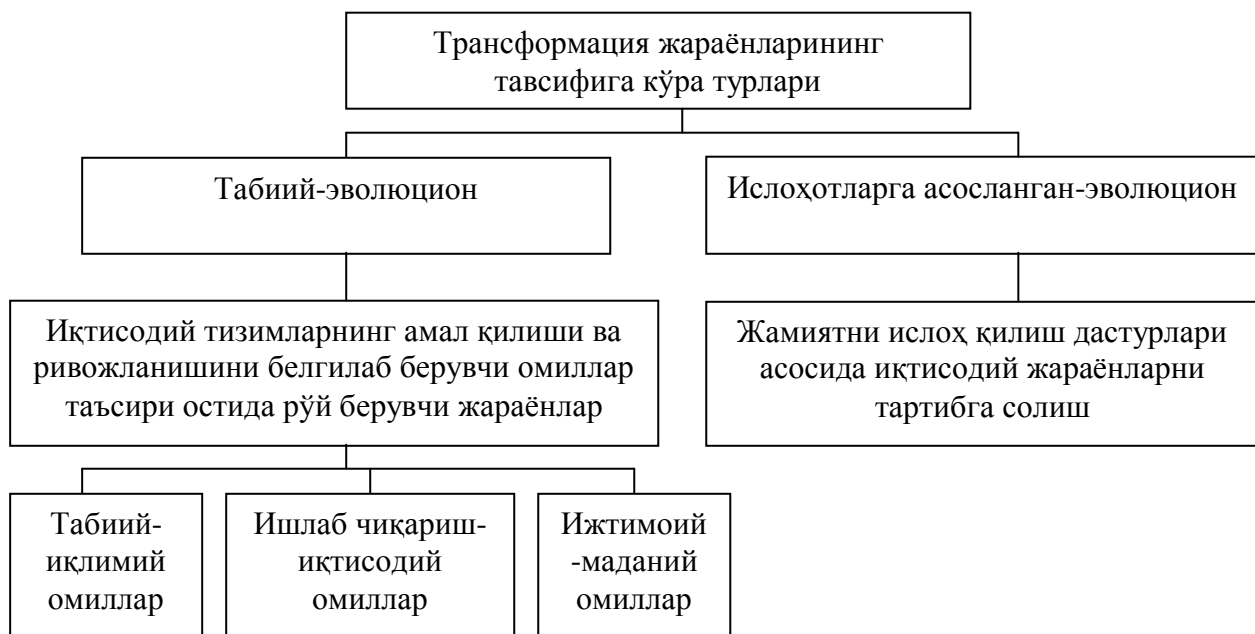 Трансформация жараёнларининг
тавсифига кўра турлари
Табиий-эволюцион
Ислоҳотларга асосланган-эволюцион
Иқтисодий тизимларнинг амал қилиши ва
ривожланишини белгилаб берувчи омиллар
таъсири остида рўй берувчи жараёнлар
Жамиятни ислоҳ қилиш дастурлари
асосида иқтисодий жараёнларни
тартибга солиш
Табиий-
иқлимий
омиллар
Ишлаб чиқариш-
иқтисодий
омиллар
Ижтимоий
-маданий
омиллар